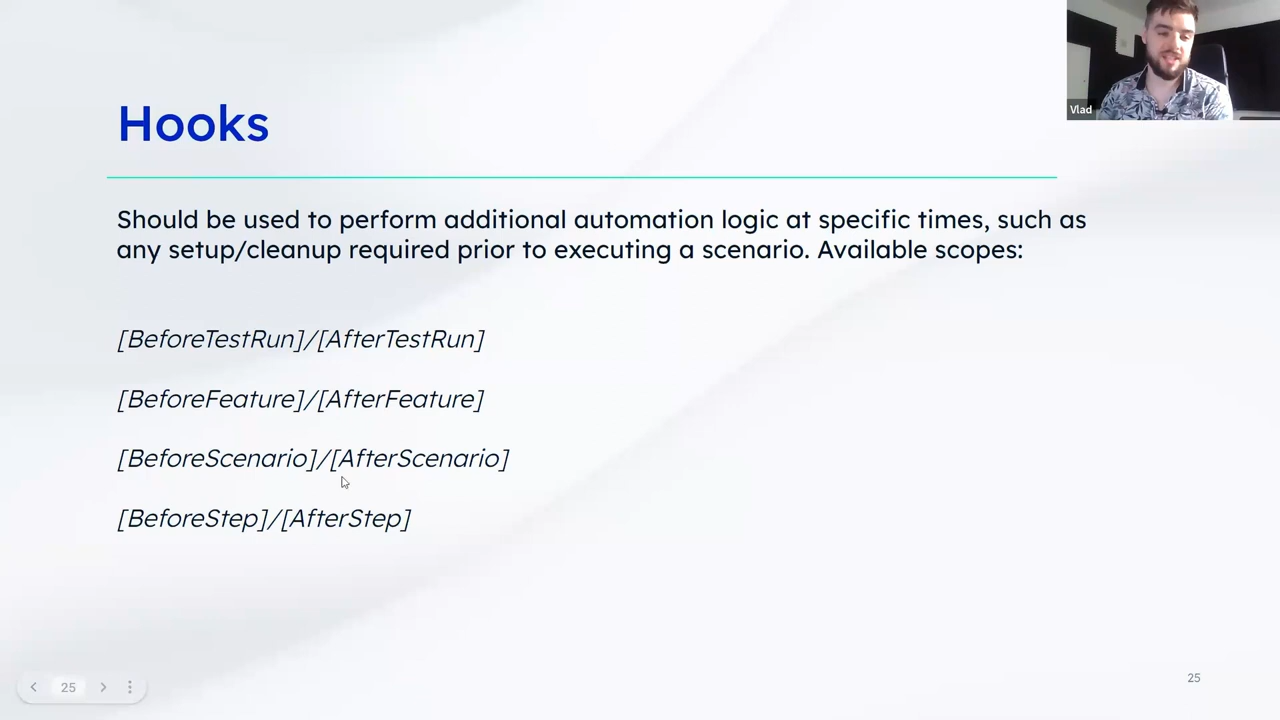 Vlad
Hooks
Should be used to perform additional automation logic at specific times, such as
any setup/cleanup required prior to executing a scenario. Available scopes:
[BeforeTestRun]/[AfterTestRun]
[BeforeFeature]/[AfterFeature]
[BeforeScenario]/[AfterScenario]
[BeforeStep]/[AfterStep]
25
25